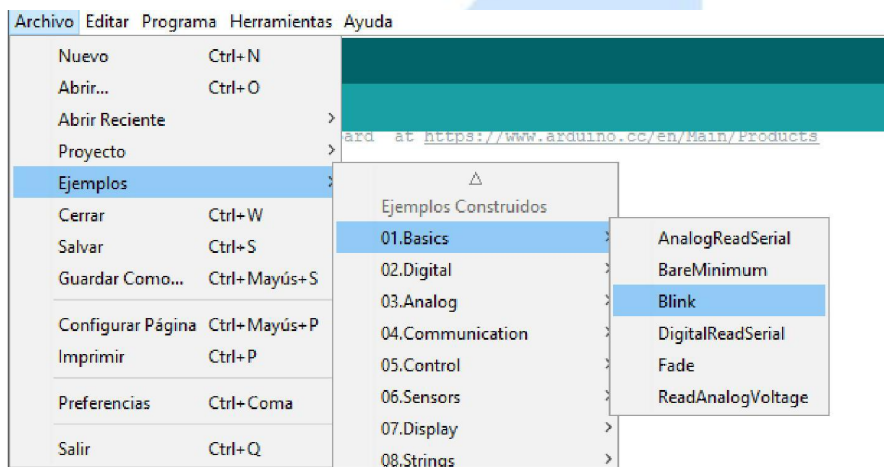 Archivo Editar Programa Herramientas Ayuda
Nuevo Ctrl+N
Abrir... Ctrl+O
Abrir Reciente
Proyecto
Ejemplos
Cerrar Ctrl+W
Salvar Ctrl+S
Guardar Como... Ctrl+Mayús+S
Configurar Página Ctrl+Mayús+P
Imprimir Ctrl+P
Preferencias Ctrl+Coma
Salir Ctrl+Q
ard at https://www.arduino.cc/en/Main/Products
Ejemplos Construidos
01.Basics
02.Digital
03.Analog
04.Communication
05.Control
06.Sensors
07.Display
08.Strings
AnalogReadSerial
BareMinimum
Blink
DigitalReadSerial
Fade
ReadAnalogVoltage